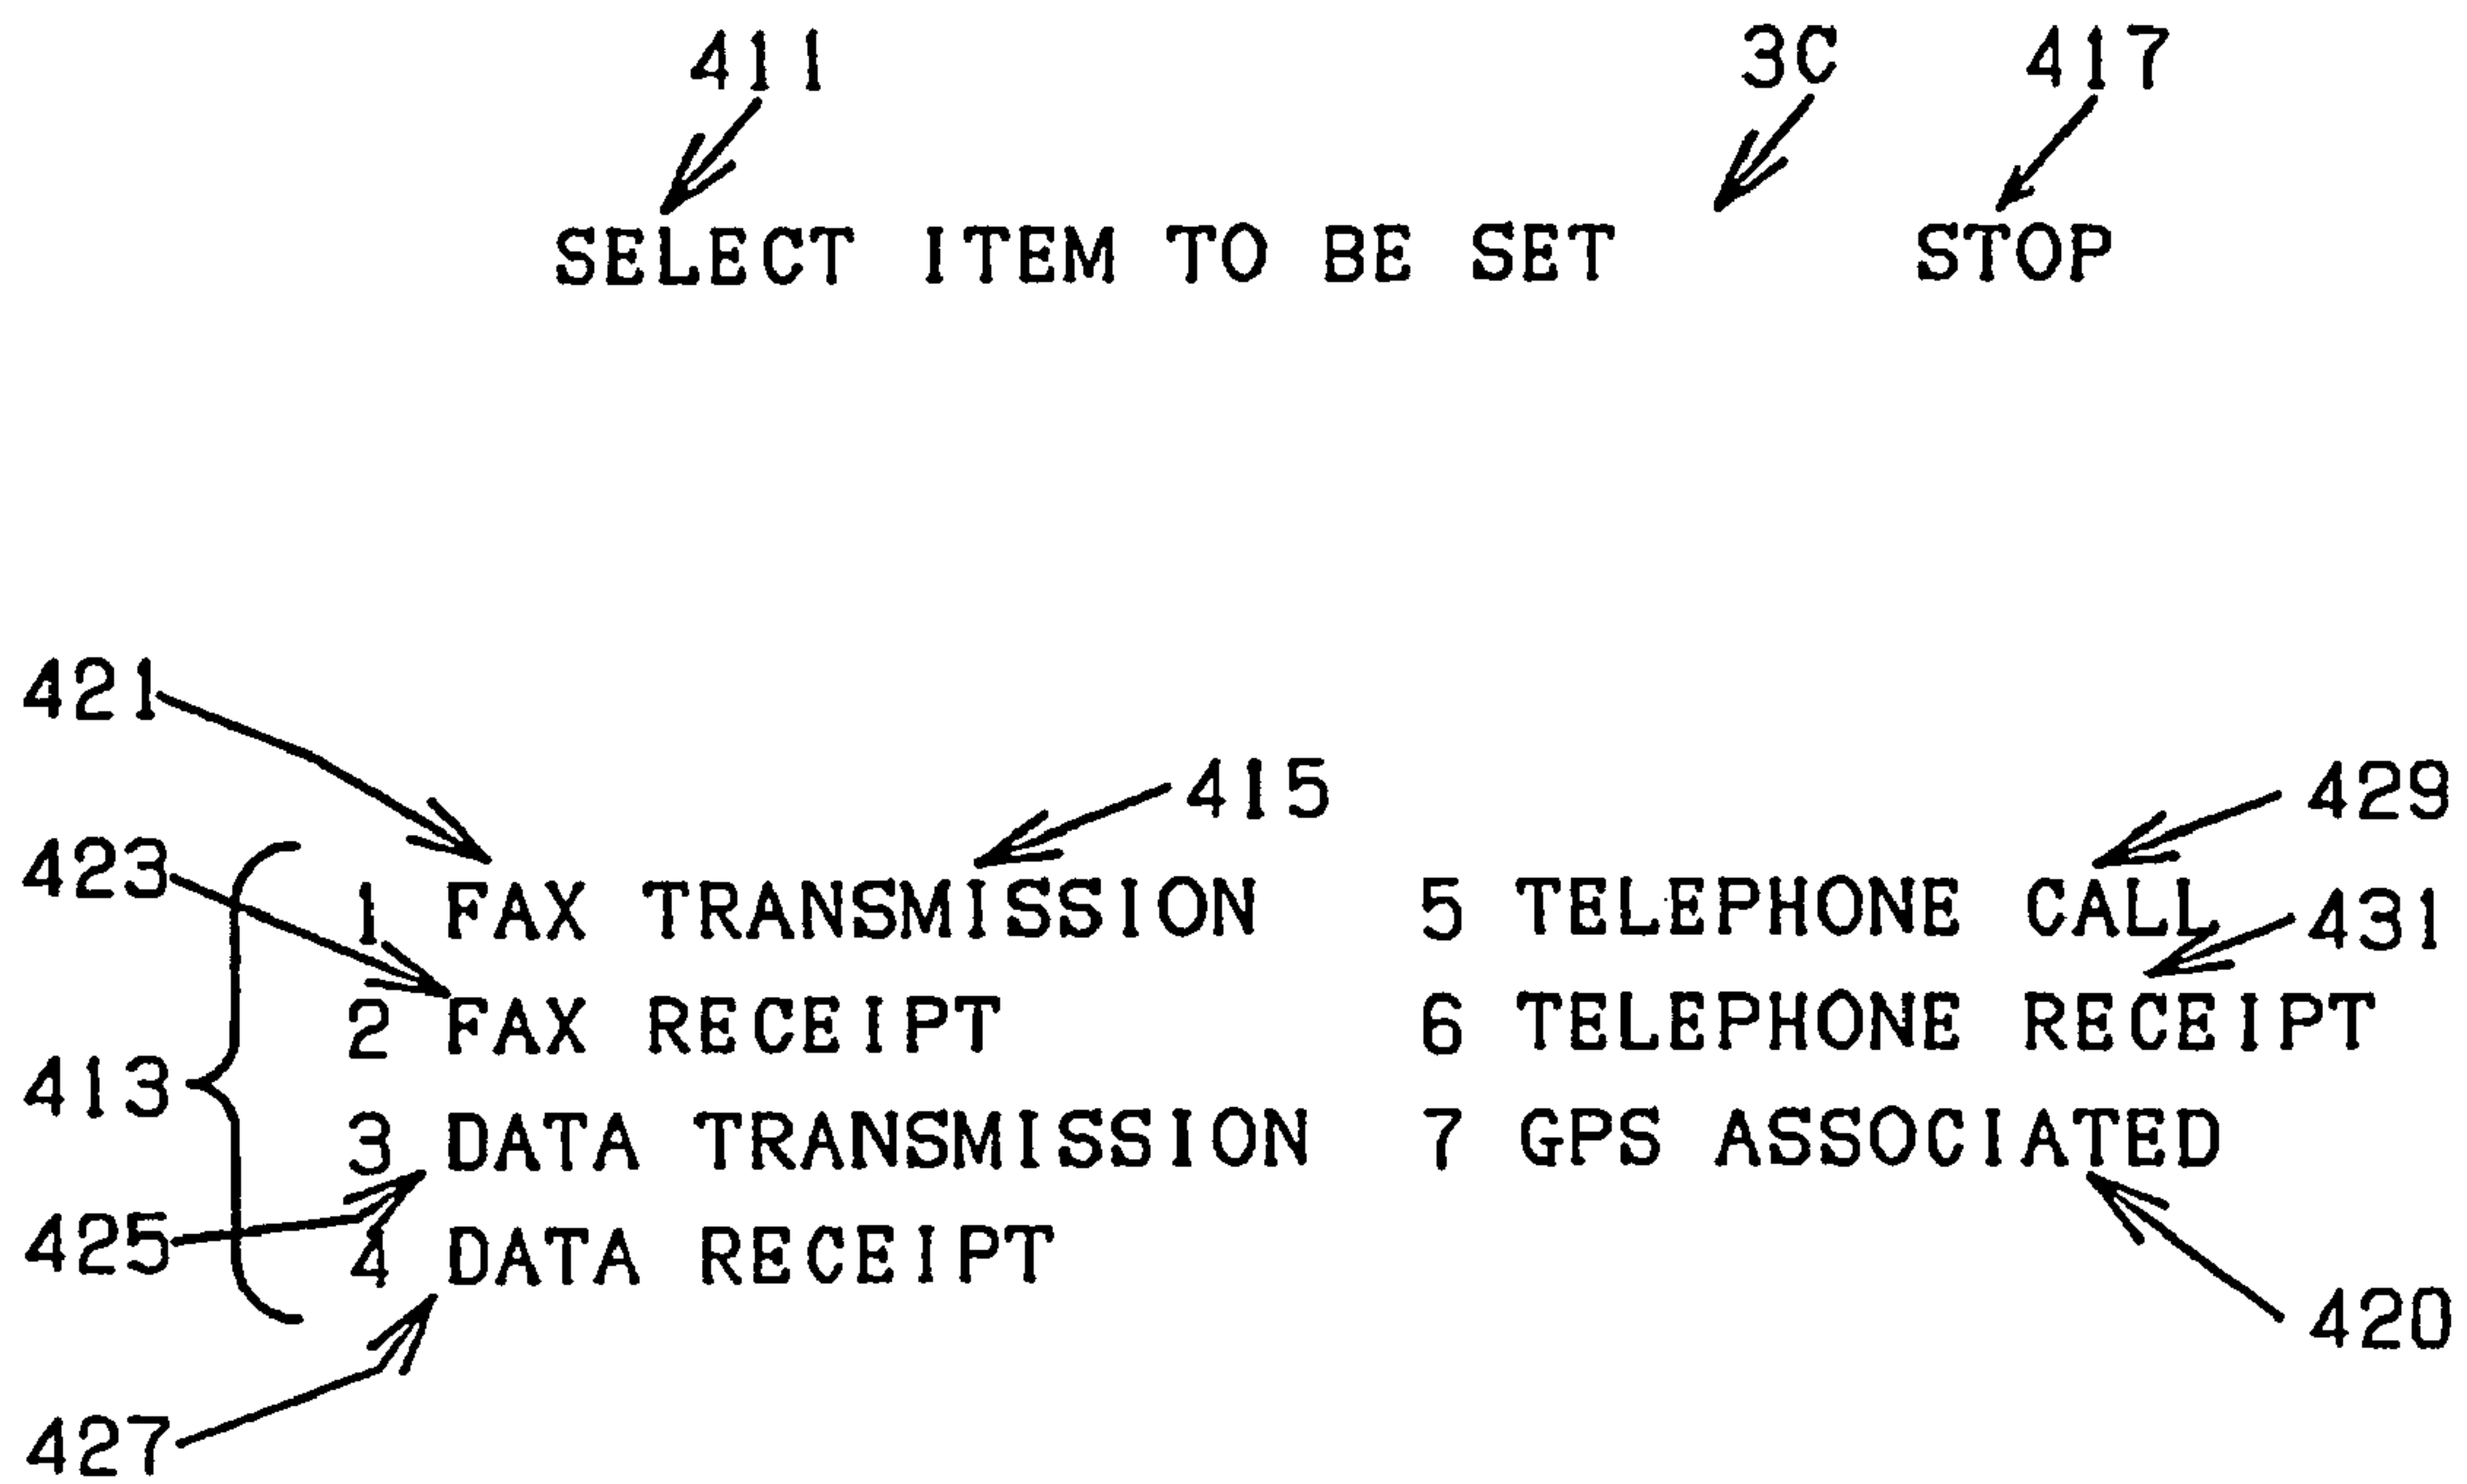 411 3C 417
SELECT ITEM TO BE SET STOP
421
415 429
423
1 FAX TRANSMISSION 5 TELEPHONE CALL 431
2 FAX RECEIPT 6 TELEPHONE RECEIPT
413
3 DATA TRANSMISSION 7 GPS ASSOCIATED
425
4 DATA RECEIPT
420
427